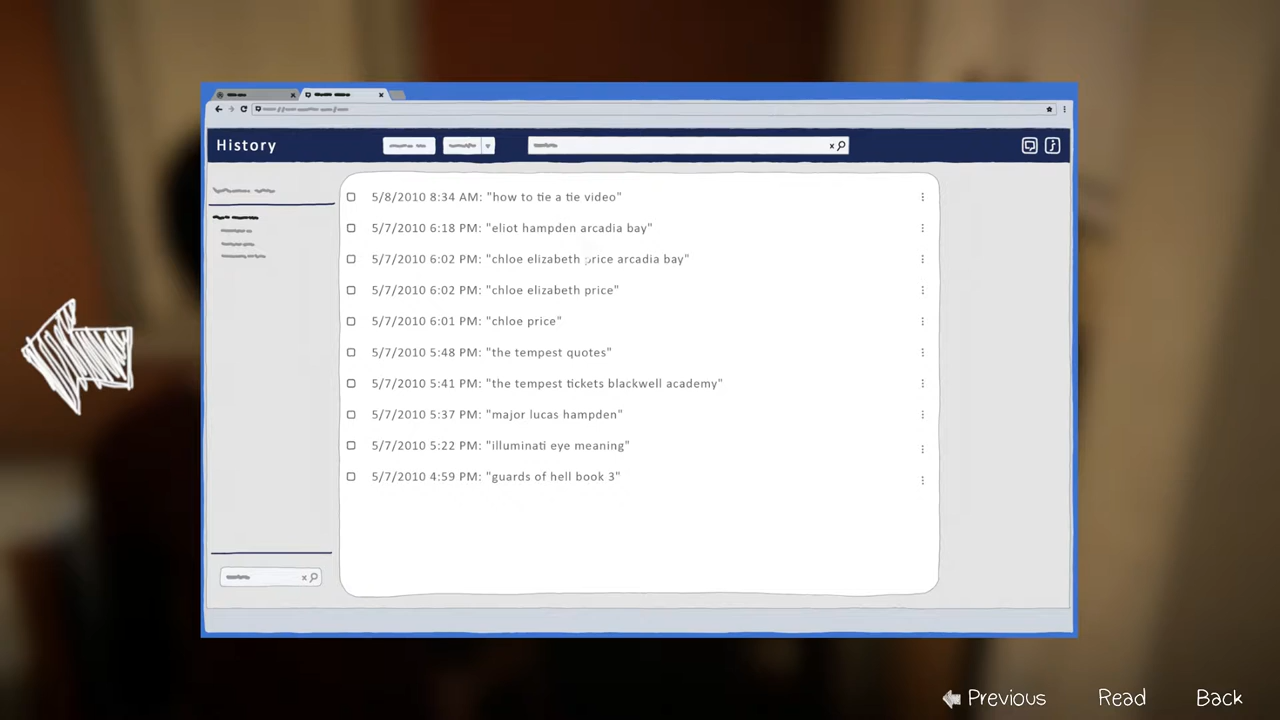 History
5/8/2010 8:34 AM: "how to tie a tie video"
5/7/2010 6:18 PM: "eliot hampden arcadia bay"
5/7/2010 6:02 PM: "chloe elizabeth price arcadia bay"
5/7/2010 6:02 PM: "chloe elizabeth price"
5/7/2010 6:01 PM: "chloe price"
5/7/2010 5:48 PM: "the tempest quotes"
5/7/2010 5:41 PM: "the tempest tickets blackwell academy"
5/7/2010 5:37 PM: "major lucas hampden"
5/7/2010 5:22 PM: "illuminati eye meaning"
5/7/2010 4:59 PM: "guards of hell book 3"
Previous Read Back